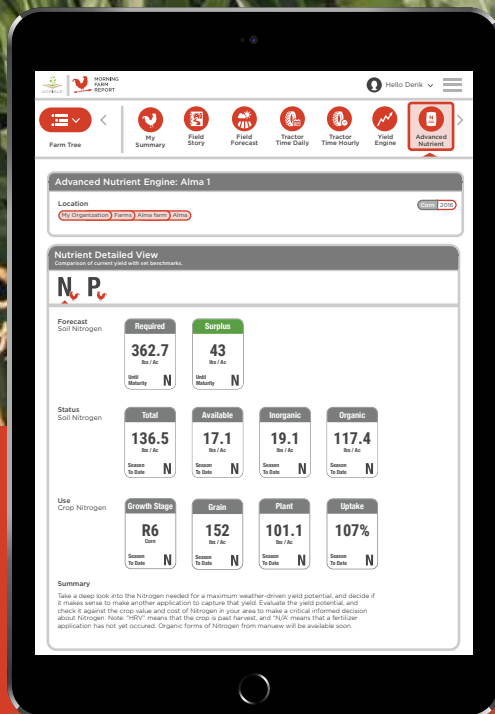 AGRIBLE
MORNING
FARM
REPORT
Hello Derik
Farm Tree
My
Summary
Field
Story
Field
Forecast
Tractor
Time Daily
Tractor
Time Hourly
Yield
Engine
Advanced
Nutrient
Advanced Nutrient Engine: Alma 1
Location
My Organization Farms Alma farm Alma
Corn 2016
Nutrient Detailed View
Comparison of current yield with set benchmarks.
N P
Forecast
Soil Nitrogen
Required
362.7
lbs / Ac
Until
Maturity N
Surplus
43
lbs / Ac
Until
Maturity N
Status
Soil Nitrogen
Total
136.5
lbs / Ac
Season
To Date N
Available
17.1
lbs / Ac
Season
To Date N
Inorganic
19.1
lbs / Ac
Season
To Date N
Organic
117.4
lbs / Ac
Season
To Date N
Use
Crop Nitrogen
Growth Stage
R6
Corn
Season
To Date N
Grain
152
lbs / Ac
Season
To Date N
Plant
101.1
lbs / Ac
Season
To Date N
Uptake
107%
Season
To Date N
Summary
Take a deep look into the Nitrogen needed for a maximum weather-driven yield potential, and decide if
it makes sense to make another application to capture that yield. Evaluate the yield potential, and
check it against the crop value and cost of Nitrogen in your area to make a critical informed decision
about Nitrogen. Note: "HRV" means that the crop is past harvest, and "N/A' means that a fertilizer
application has not yet occured. Organic forms of Nitrogen from manuew will be available soon.